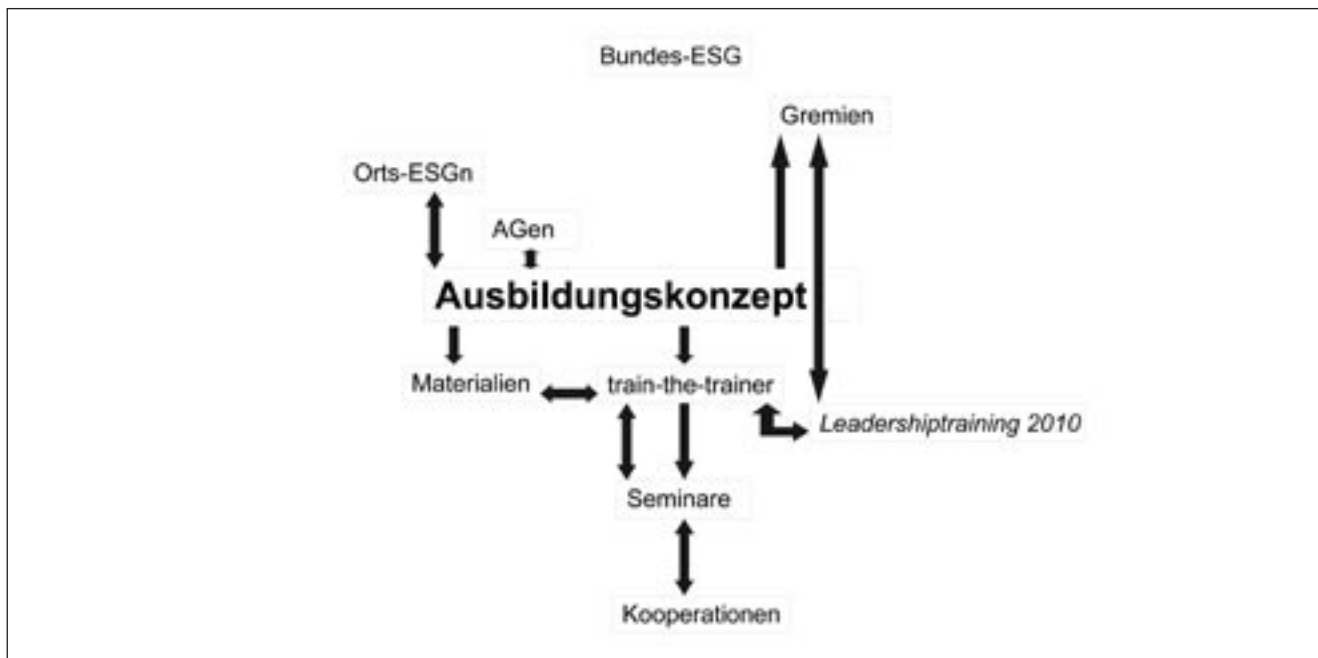 Bundes-ESG
Gremien
Orts-ESGn
AGen
Ausbildungskonzept
Materialien
train-the-trainer
Leadershiptraining 2010
Seminare
Kooperationen